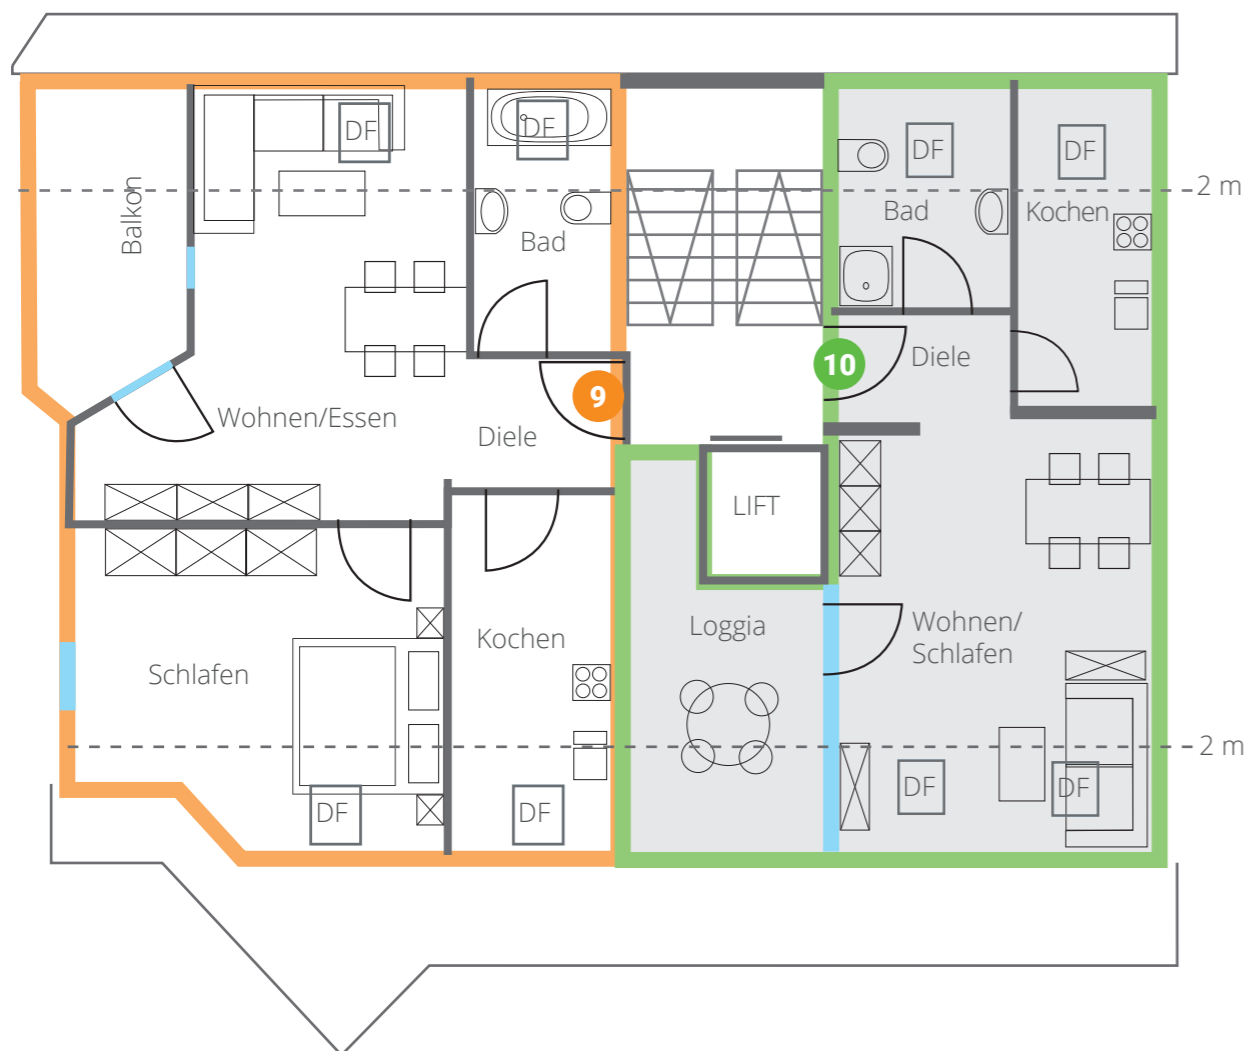 DF
DF
DF
DF
2 m
Balkon
Bad
Bad
Kochen
Diele
10
9
Wohnen/Essen
Diele
LIFT
Kochen
Loggia
Wohnen/
Schlafen
Schlafen
2 m
DF
DF
DF
DF